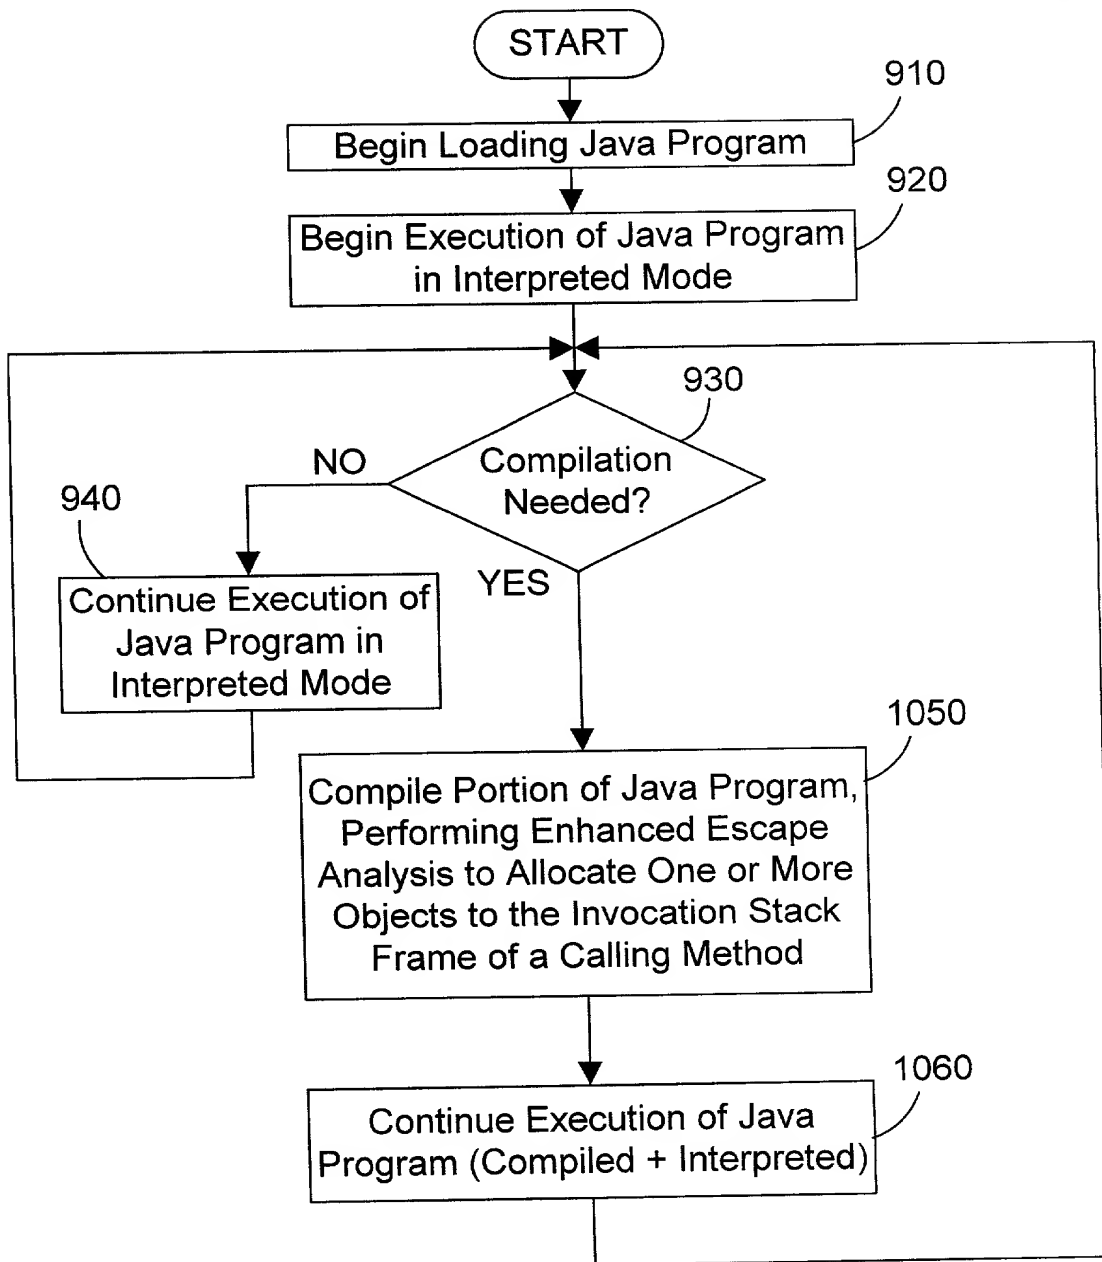 START
910
Begin Loading Java Program
920
Begin Execution of Java Program
in Interpreted Mode
930
Compilation
Needed?
NO
YES
940
Continue Execution of
Java Program in
Interpreted Mode
1050
Compile Portion of Java Program,
Performing Enhanced Escape
Analysis to Allocate One or More
Objects to the Invocation Stack
Frame of a Calling Method
1060
Continue Execution of Java
Program (Compiled + Interpreted)